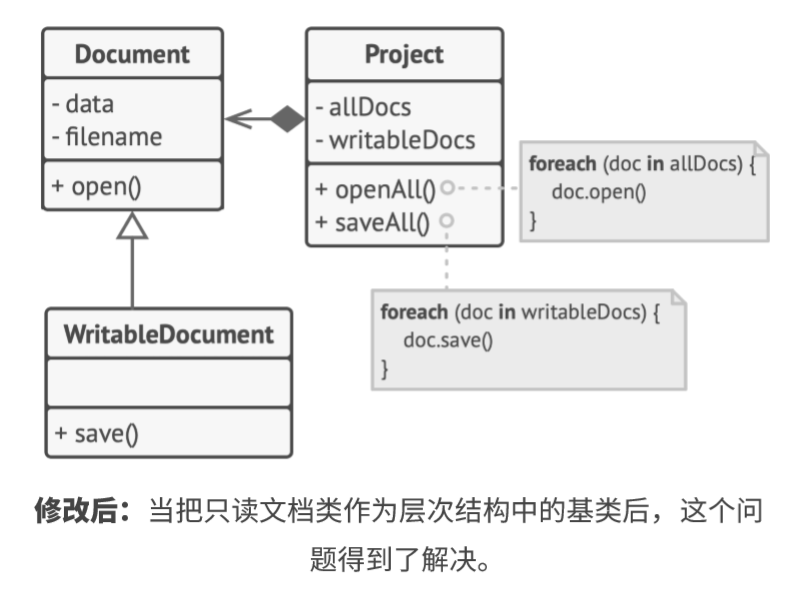 Document
- data
- filename
+ open()
Project
- allDocs
- writableDocs
+ openAll()
+ saveAll()
foreach (doc in allDocs) {
doc.open()
}
WritableDocument
+ save()
foreach (doc in writableDocs) {
doc.save()
}
修改后：当把只读文档类作为层次结构中的基类后，这个问
题得到了解决。